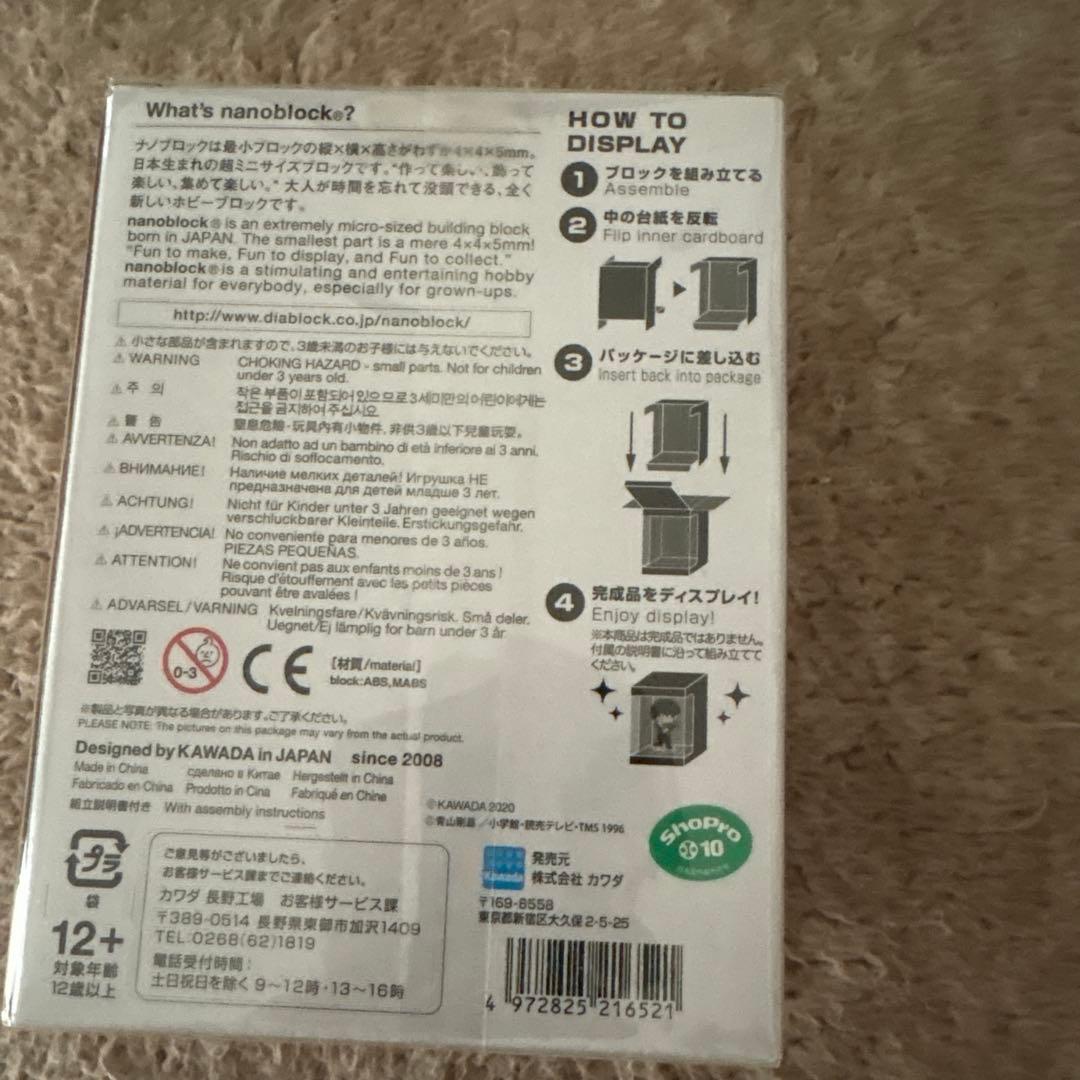 What's nanoblock®?
ナノブロックは最小ブロックの縦×横×高さがわずか4×4×5mm。
日本生まれの超ミニサイズブロックです。"作って楽しい、飾って
楽しい、集めて楽しい。"大人が時間を忘れて没頭できる、全く
新しいホビーブロックです。
nanoblock® is an extremely micro-sized building block
born in JAPAN. The smallest part is a mere 4×4×5mm!
"Fun to make, Fun to display, and Fun to collect."
nanoblock® is a stimulating and entertaining hobby
material for everybody, especially for grown-ups.
http://www.diablock.co.jp/nanoblock/
⚠小さな部品が含まれますので、3歳未満のお子様には与えないでください。
⚠WARNING CHOKING HAZARD - small parts. Not for children
under 3 years old.
⚠주 의 작은 부품이 포함되어 있으므로 3세미만의 어린이에게는
접근을 금지하여 주십시오
⚠警 告 窒息危險・玩具內有小物件，非供3歲以下兒童玩耍。
⚠AVVERTENZA! Non adatto ad un bambino di età inferiore ai 3 anni.
Rischio di soffocamento.
⚠ВНИМАНИЕ! Наличие мелких деталей! Игрушка НЕ
предназначена для детей младше 3 лет.
⚠ACHTUNG! Nicht für Kinder unter 3 Jahren geeignet wegen
verschluckbarer Kleinteile. Erstickungsgefahr.
⚠¡ADVERTENCIA! No conveniente para menores de 3 años.
PIEZAS PEQUEÑAS.
⚠ATTENTION! Ne convient pas aux enfants moins de 3 ans !
Risque d'étouffement avec les petits pièces
pouvant être avalées !
⚠ADVARSEL/VARNING Kvelningsfare/Kvävningsrisk. Små deler.
Uegnet/Ej lämplig for barn under 3 år
0-3
CE
[材質/material]
block:ABS,MABS
※製品と写真が異なる場合があります。ご了承ください。
PLEASE NOTE: The pictures on this package may vary from the actual product.
Designed by KAWADA in JAPAN since 2008
Made in China сделано в Китае Hergestellt in China
Fabricado en China Prodotto in Cina Fabriqué en Chine
組立説明書付き With assembly instructions
プラ
袋
12+
対象年齢
12歳以上
ご意見等がございましたら、
お客様サービス課までご連絡ください。
カワダ 長野工場 お客様サービス課
〒389-0514 長野県東御市加沢1409
TEL:0268(62)1819
電話受付時間：
土日祝日を除く 9～12時・13～16時
HOW TO
DISPLAY
1 ブロックを組み立てる
Assemble
2 中の台紙を反転
Flip inner cardboard
3 パッケージに差し込む
Insert back into package
4 完成品をディスプレイ!
Enjoy display!
※本商品は完成品ではありません。
付属の説明書に沿って組み立てて
ください。
©KAWADA 2020
©青山剛昌／小学館・読売テレビ・TMS 1996
ShoPro
10
Kawada
発売元
株式会社 カワダ
〒169-8558
東京都新宿区大久保2-5-25
4 972825 216521